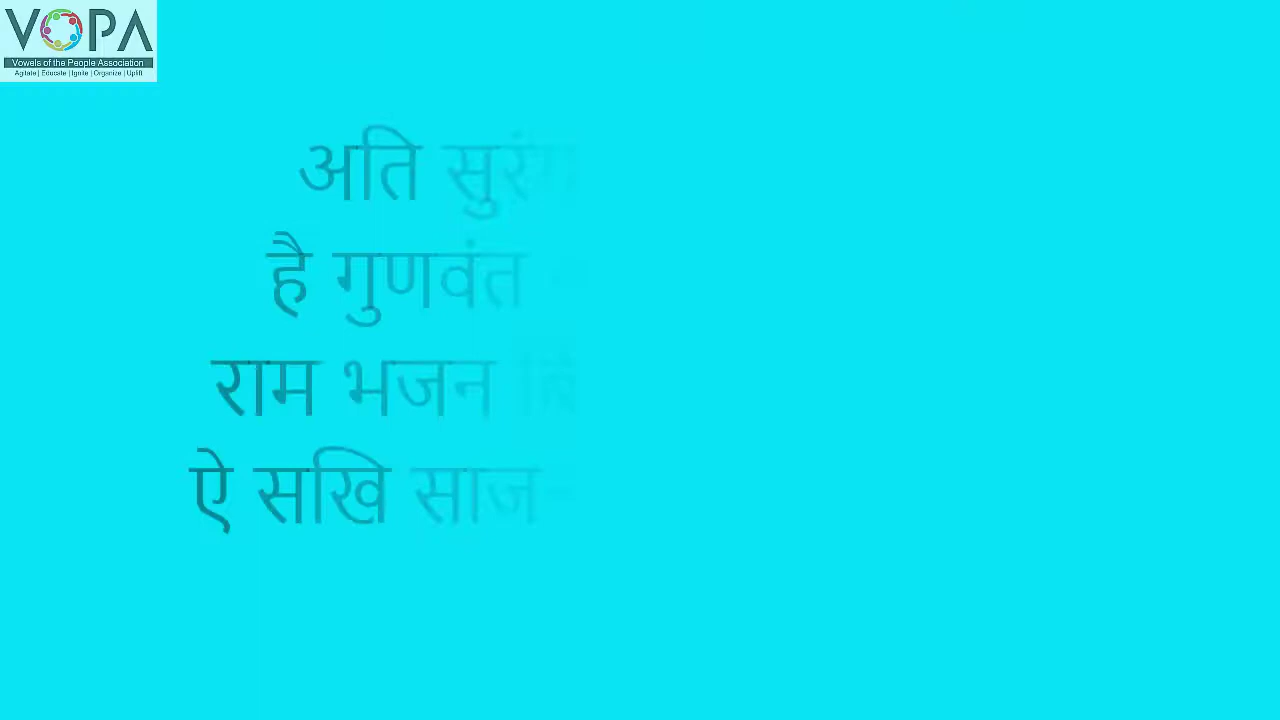 VOPA
Vowels of the People Association
Agitate | Educate | Ignite | Organize | Uplift
अति
है गुणवंत
राम भजन
ऐ सखि